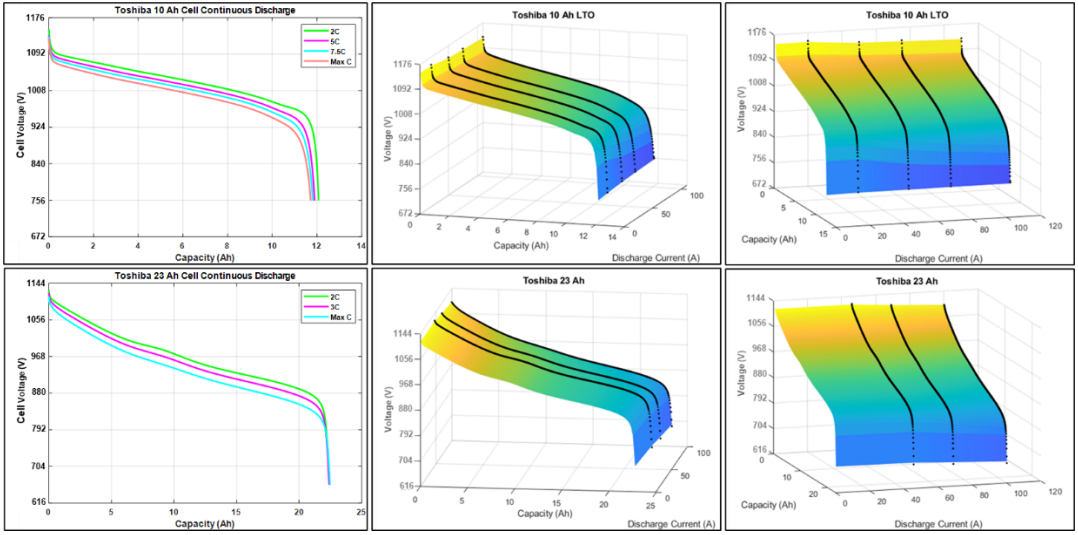 Toshiba 10 Ah Cell Continuous Discharge
1176
1092
1008
924
840
756
672
Cell Voltage (V)
2C
5C
7.5C
Max C
0 2 4 6 8 10 12 14
Capacity (Ah)
Toshiba 10 Ah LTO
1176
1092
1008
924
840
756
672
Voltage (V)
0 2 4 6 8 10 12 14
Capacity (Ah)
0 50 100
Discharge Current (A)
Toshiba 10 Ah LTO
1176
1092
1008
924
840
756
672
Voltage (V)
0 5 10 15
Capacity (Ah)
0 20 40 60 80 100 120
Discharge Current (A)
Toshiba 23 Ah Cell Continuous Discharge
1144
1056
968
880
792
704
616
Cell Voltage (V)
2C
3C
Max C
0 5 10 15 20 25
Capacity (Ah)
Toshiba 23 Ah
1144
1056
968
880
792
704
616
Voltage (V)
0 5 10 15 20 25
Capacity (Ah)
0 50 100
Discharge Current (A)
Toshiba 23 Ah
1144
1056
968
880
792
704
616
Voltage (V)
0 10 20
Capacity (Ah)
0 20 40 60 80 100 120
Discharge Current (A)